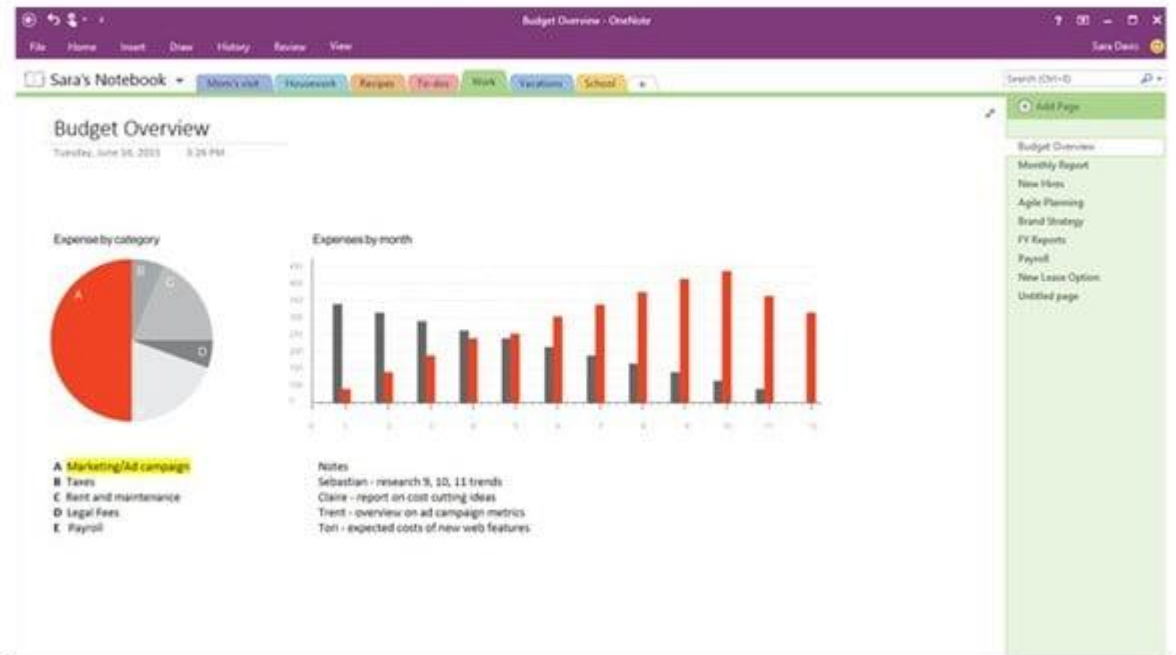 Budget Overview - OneNote
?
File Home Insert Draw History Review View
Sara Davis
Sara's Notebook
Mom's visit Housework Recipes To-dos Work Vacations School +
Search (Ctrl+E)
Add Page
Budget Overview
Tuesday, June 2015 3:26 PM
Budget Overview
Monthly Report
New Hires
Agile Planning
Brand Strategy
FY Reports
Payroll
New Lease Option
Untitled page
Expense by category
A
B
C
D
Expenses by month
A Marketing/Ad campaign
B Taxes
C Rent and maintenance
D Legal Fees
E Payroll
Notes
Sebastian - research 9, 10, 11 trends
Claire - report on cost cutting ideas
Trent - overview on ad campaign metrics
Tori - expected costs of new web features